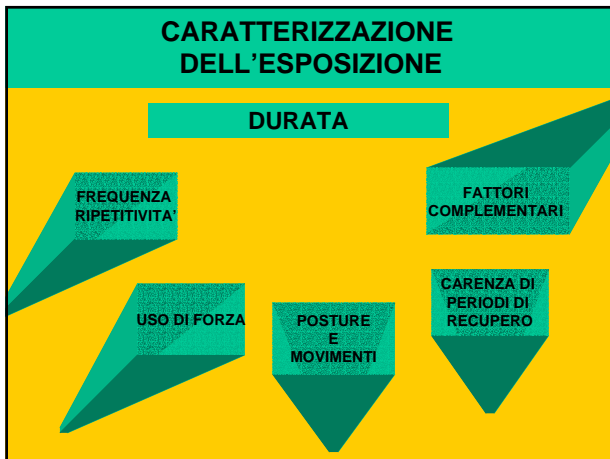 CARATTERIZZAZIONE
DELL’ESPOSIZIONE
DURATA
FREQUENZA
RIPETITIVITA’
FATTORI
COMPLEMENTARI
USO DI FORZA
POSTURE
E
MOVIMENTI
CARENZA DI
PERIODI DI
RECUPERO